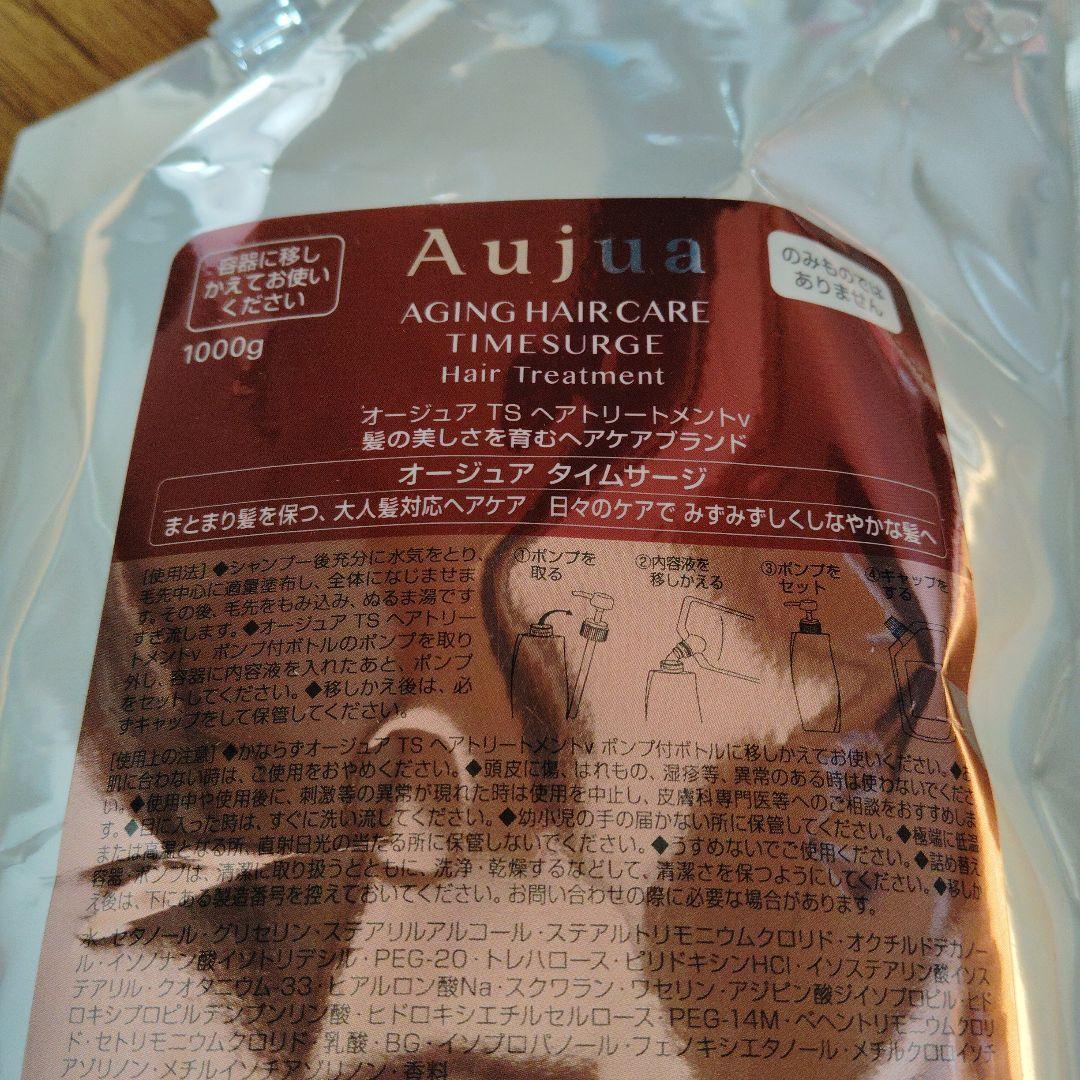 容器に移し
かえてお使い
ください
1000g
Aujua
AGING HAIR CARE
TIMESURGE
Hair Treatment
のみものでは
ありません
オージュア TS ヘアトリートメントv
髪の美しさを育むヘアケアブランド
オージュア タイムサージ
まとまり髪を保つ、大人髪対応ヘアケア 日々のケアで みずみずしくしなやかな髪へ
[使用法] ◆シャンプー後充分に水気をとり、
毛先中心に適量塗布し、全体になじませま
す。その後、毛先をもみ込み、ぬるま湯です
すぎ流します。◆オージュア TS ヘアトリー
トメントv ポンプ付ボトルのポンプを取り
外し、容器に内容液を入れたあと、ポンプ
をセットしてください。◆移しかえ後は、必
ずキャップをして保管してください。
①ポンプを
取る
②内容液を
移しかえる
③ポンプを
セット
④キャップを
する
[使用上の注意] ◆かならずオージュア TS ヘアトリートメントv ポンプ付ボトルに移しかえてお使いください。◆お
肌に合わない時は、ご使用をおやめください。◆頭皮に傷、はれもの、湿疹等、異常のある時は使わないでくださ
い。◆使用中や使用後に、刺激等の異常が現れた時は使用を中止し、皮膚科専門医等へのご相談をおすすめしま
す。◆目に入った時は、すぐに洗い流してください。◆幼小児の手の届かない所に保管してください。◆極端に低温
または高温となる所、直射日光の当たる所に保管しないでください。◆うすめないでご使用ください。◆詰め替え
容器・ポンプは、清潔に取り扱うとともに、洗浄・乾燥するなどして、清潔さを保つようにしてください。◆移しか
え後は、下にある製造番号を控えておいてください。お問い合わせの際に必要な場合があります。
水・セタノール・グリセリン・ステアリルアルコール・ステアルトリモニウムクロリド・オクチルドデカノー
ル・イソノナン酸イソトリデシル・PEG-20・トレハロース・ピリドキシンHCl・イソステアリン酸イソス
テアリル・クオタニウム-33・ヒアルロン酸Na・スクワラン・ワセリン・アジピン酸ジイソプロピル・ヒド
ロキシプロピルデンプンリン酸・ヒドロキシエチルセルロース・PEG-14M・ベヘントリモニウムクロリ
ド・セトリモニウムクロリド・乳酸・BG・イソプロパノール・フェノキシエタノール・メチルクロロイソチ
アゾリノン・メチルイソチアゾリノン・香料